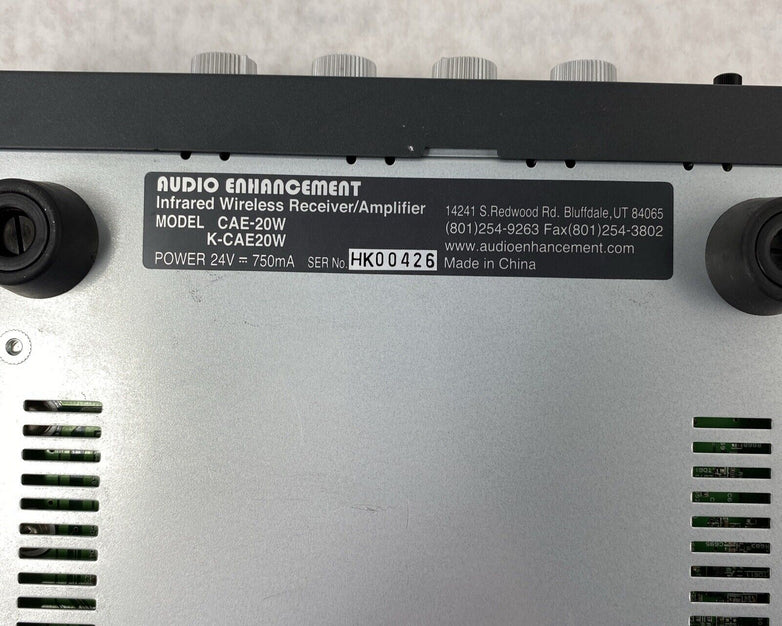 AUDIO ENHANCEMENT
Infrared Wireless Receiver/Amplifier
MODEL CAE-20W
K-CAE20W
POWER 24V ⎓ 750mA SER No. HK00426
14241 S.Redwood Rd. Bluffdale,UT 84065
(801)254-9263 Fax(801)254-3802
www.audioenhancement.com
Made in China